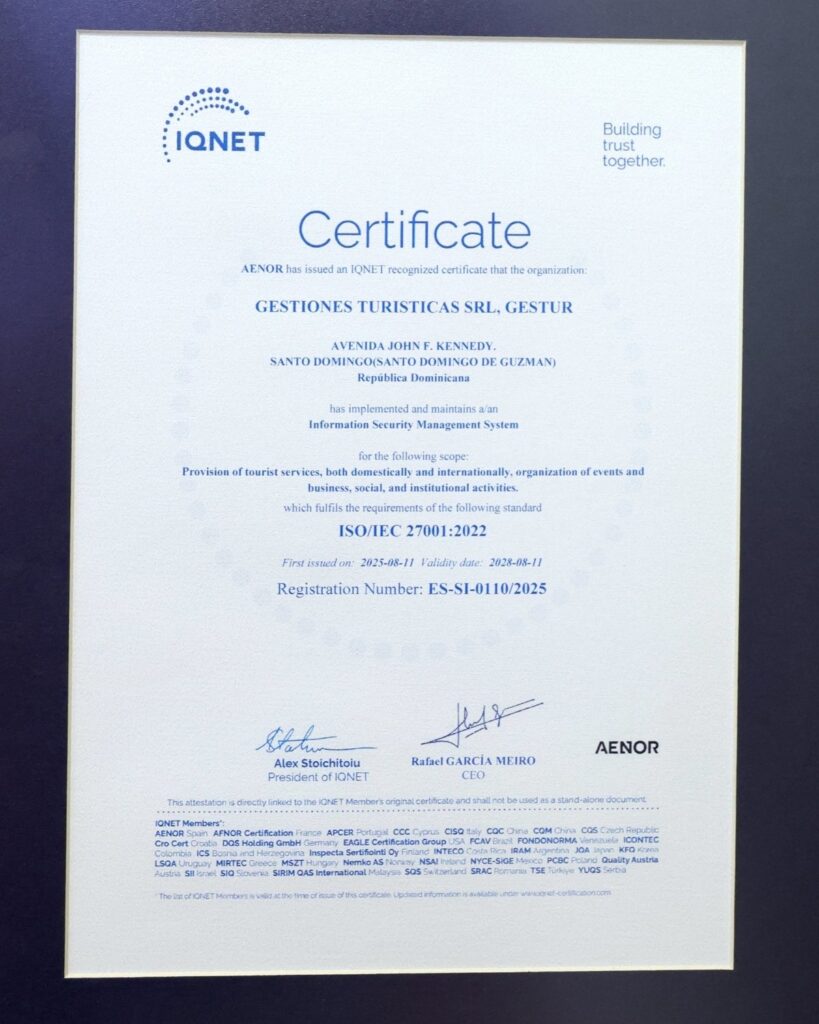 IQNET
Building
trust
together.
Certificate
AENOR has issued an IQNET recognized certificate that the organization:
GESTIONES TURISTICAS SRL, GESTUR
AVENIDA JOHN F. KENNEDY.
SANTO DOMINGO(SANTO DOMINGO DE GUZMAN)
República Dominicana
has implemented and maintains a/an
Information Security Management System
for the following scope:
Provision of tourist services, both domestically and internationally, organization of events and
business, social, and institutional activities.
which fulfils the requirements of the following standard
ISO/IEC 27001:2022
First issued on: 2025-08-11 Validity date: 2028-08-11
Registration Number: ES-SI-0110/2025
Alex Stoichitoiu
President of IQNET
Rafael GARCÍA MEIRO
CEO
AENOR
This attestation is directly linked to the IQNET Member's original certificate and shall not be used as a stand-alone document.
IQNET Members*:
AENOR Spain AFNOR Certification France APCER Portugal CCC Cyprus CISQ Italy CQC China CQM China CQS Czech Republic
Cro Cert Croatia DQS Holding GmbH Germany EAGLE Certification Group USA FCAV Brazil FONDONORMA Venezuela ICONTEC
Colombia ICS Bosnia and Herzegovina Inspecta Sertifiointi Oy Finland INTECO Costa Rica IRAM Argentina JQA Japan KFQ Korea
LSQA Uruguay MIRTEC Greece MSZT Hungary Nemko AS Norway NSAI Ireland NYCE-SIGE Mexico PCBC Poland Quality Austria
Austria SII Israel SIQ Slovenia SIRIM QAS International Malaysia SQS Switzerland SRAC Romania TSE Türkiye YUQS Serbia
* The list of IQNET Members is valid at the time of issue of this certificate. Updated information is available under www.iqnet-certification.com